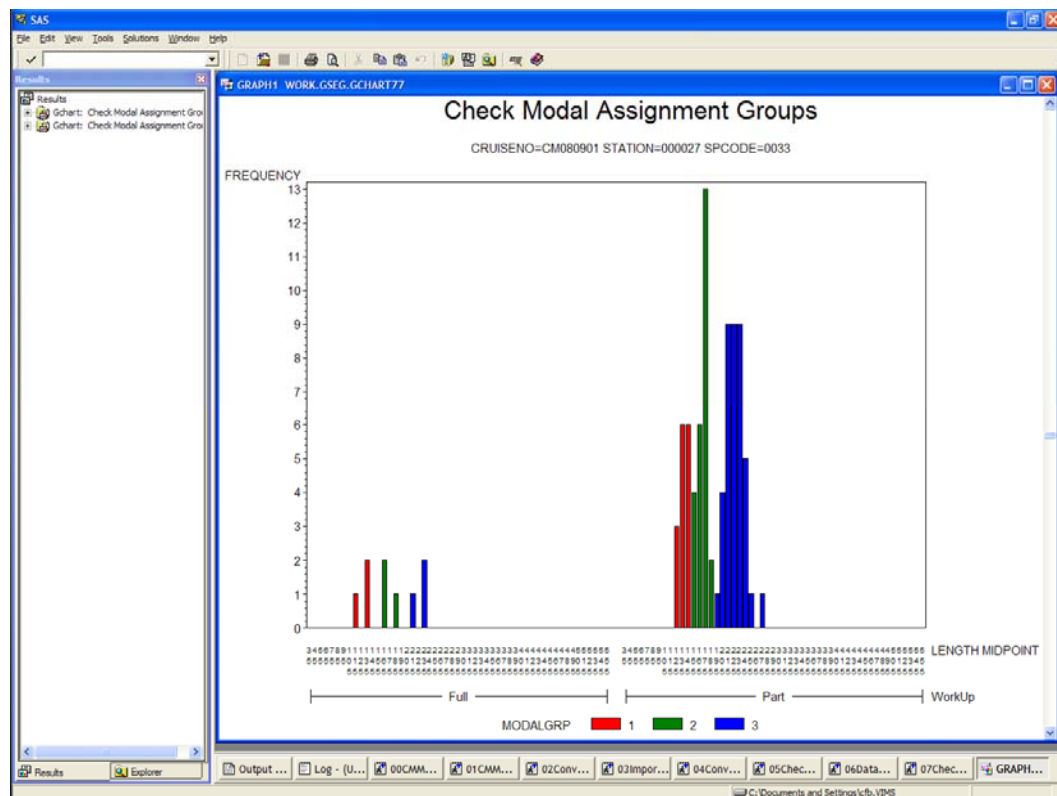 SAS
File Edit View Tools Solutions Window Help
Results
Results
Gchart: Check Modal Assignment Gro
Gchart: Check Modal Assignment Gro
GRAPH1 WORK.GSEG.GCHART77
Check Modal Assignment Groups
CRUISENO=CM080901 STATION=000027 SPCODE=0033
FREQUENCY
13
12
11
10
9
8
7
6
5
4
3
2
1
0
LENGTH MIDPOINT
Full Part WorkUp
MODALGRP 1 2 3
Results Explorer
Output ... Log - (U... 00CMM... 01CMM... 02Conv... 03Impor... 04Conv... 05Chec... 06Data... 07Chec... GRAPH...
C:\Documents and Settings\cfb.VIMS